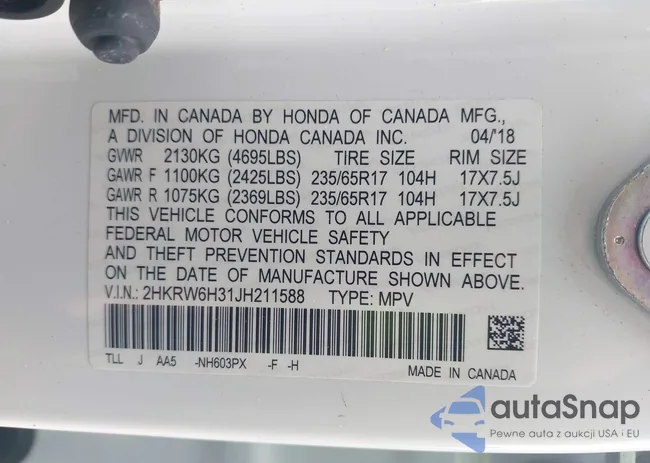 MFD. IN CANADA BY HONDA OF CANADA MFG.,
A DIVISION OF HONDA CANADA INC. 04/'18
GVWR 2130KG (4695LBS) TIRE SIZE RIM SIZE
GAWR F 1100KG (2425LBS) 235/65R17 104H 17X7.5J
GAWR R 1075KG (2369LBS) 235/65R17 104H 17X7.5J
THIS VEHICLE CONFORMS TO ALL APPLICABLE
FEDERAL MOTOR VEHICLE SAFETY
AND THEFT PREVENTION STANDARDS IN EFFECT
ON THE DATE OF MANUFACTURE SHOWN ABOVE.
V.I.N.: 2HKRW6H31JH211588 TYPE: MPV
TLL J AA5 -NH603PX -F -H
MADE IN CANADA
autaSnap
Pewne auta z aukcji USA i EU